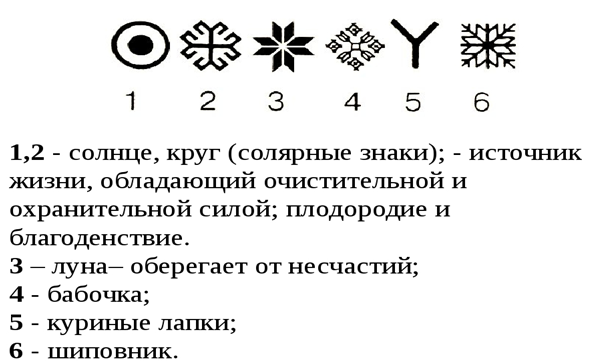 1 2 3 4 5 6
1,2 - солнце, круг (солярные знаки); - источник
жизни, обладающий очистительной и
охранительной силой; плодородие и
благоденствие.
3 – луна– оберегает от несчастий;
4 - бабочка;
5 - куриные лапки;
6 - шиповник.